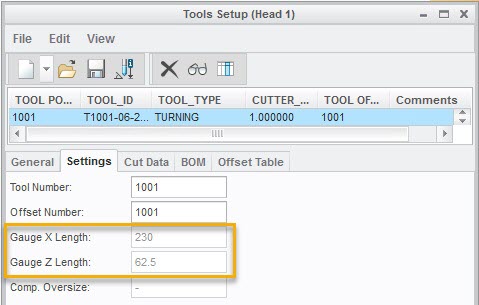 Tools Setup (Head 1)
File Edit View
TOOL PO... TOOL_ID TOOL_TYPE CUTTER_... TOOL OF... Comments
1001 T1001-06-2... TURNING 1.000000 1001
General Settings Cut Data BOM Offset Table
Tool Number: 1001
Offset Number: 1001
Gauge X Length: 230
Gauge Z Length: 62.5
Comp. Oversize: -